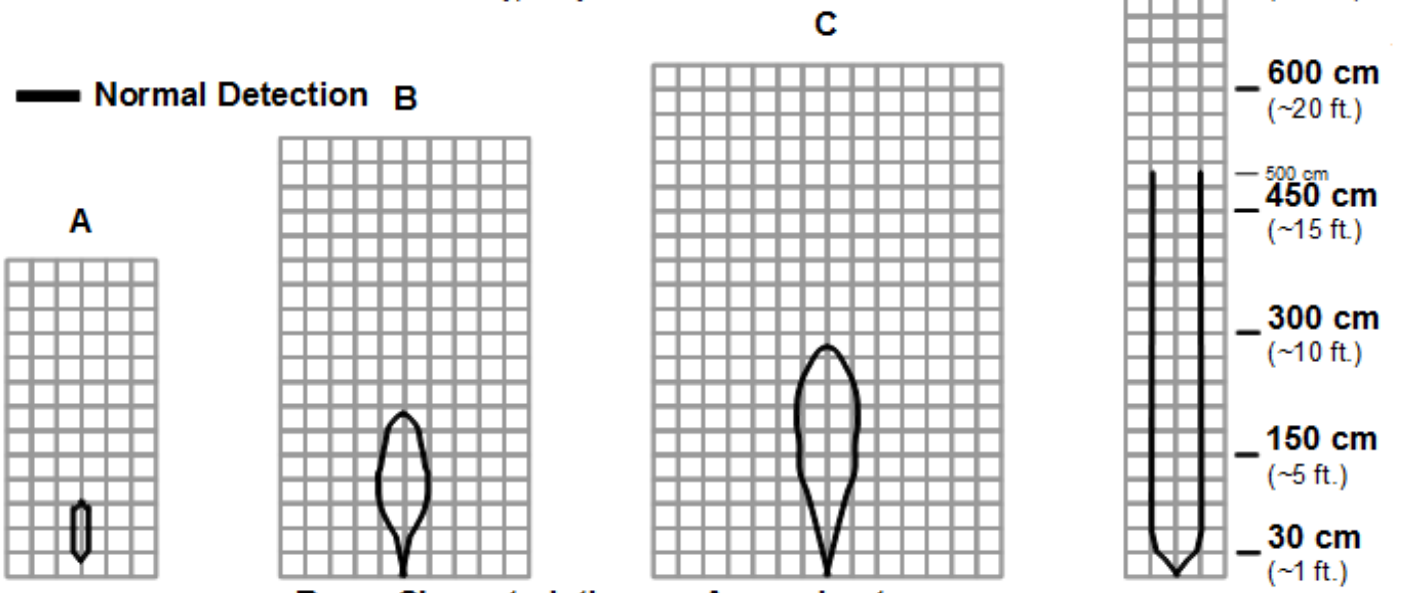 C
Normal Detection
B
A
600 cm
(~20 ft.)
500 cm
450 cm
(~15 ft.)
300 cm
(~10 ft.)
150 cm
(~5 ft.)
30 cm
(~1 ft.)